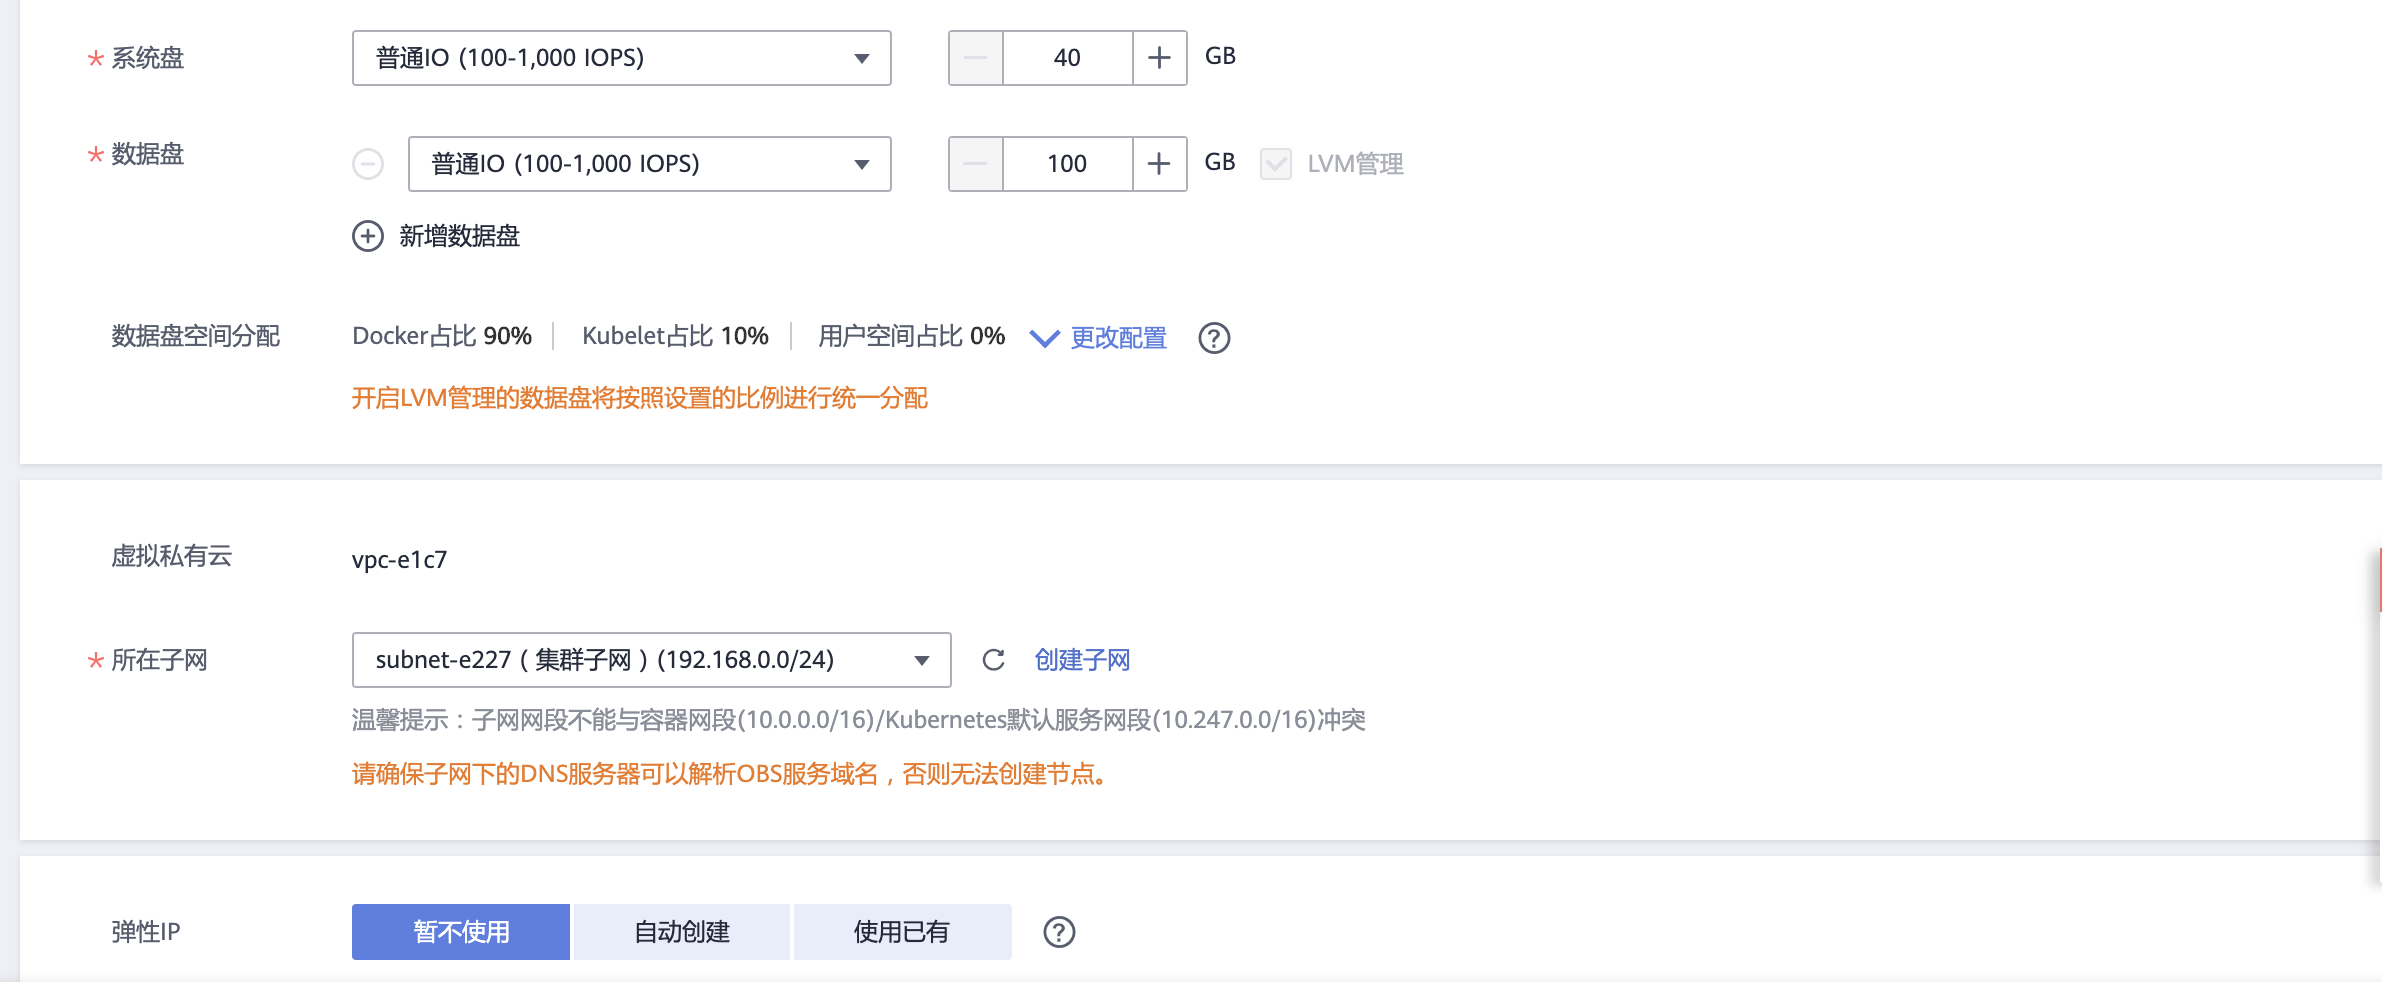 * 系统盘 普通IO (100-1,000 IOPS) 40 GB
* 数据盘 普通IO (100-1,000 IOPS) 100 GB LVM管理
新增数据盘
数据盘空间分配 Docker占比 90% Kubelet占比 10% 用户空间占比 0% 更改配置
开启LVM管理的数据盘将按照设置的比例进行统一分配
虚拟私有云 vpc-e1c7
* 所在子网 subnet-e227（集群子网）(192.168.0.0/24) 创建子网
温馨提示：子网网段不能与容器网段(10.0.0.0/16)/Kubernetes默认服务网段(10.247.0.0/16)冲突
请确保子网下的DNS服务器可以解析OBS服务域名，否则无法创建节点。
弹性IP 暂不使用 自动创建 使用已有